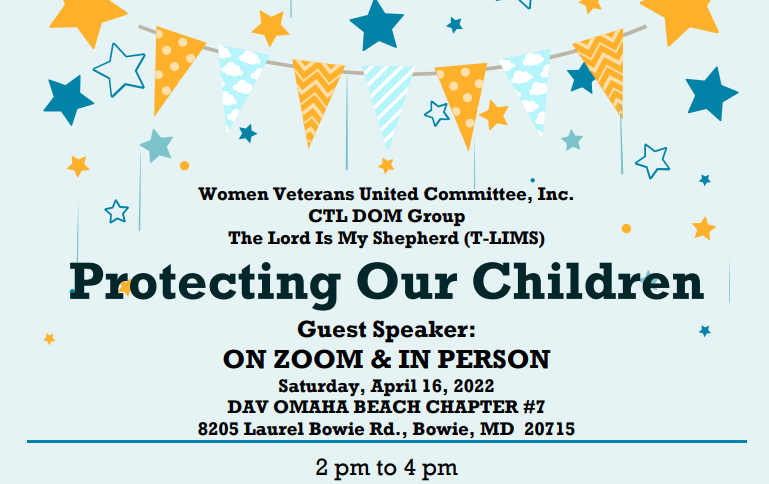 Women Veterans United Committee, Inc.
CTL DOM Group
The Lord Is My Shepherd (T-LIMS)
Protecting Our Children
Guest Speaker:
ON ZOOM & IN PERSON
Saturday, April 16, 2022
DAV OMAHA BEACH CHAPTER #7
8205 Laurel Bowie Rd., Bowie, MD 20715
2 pm to 4 pm